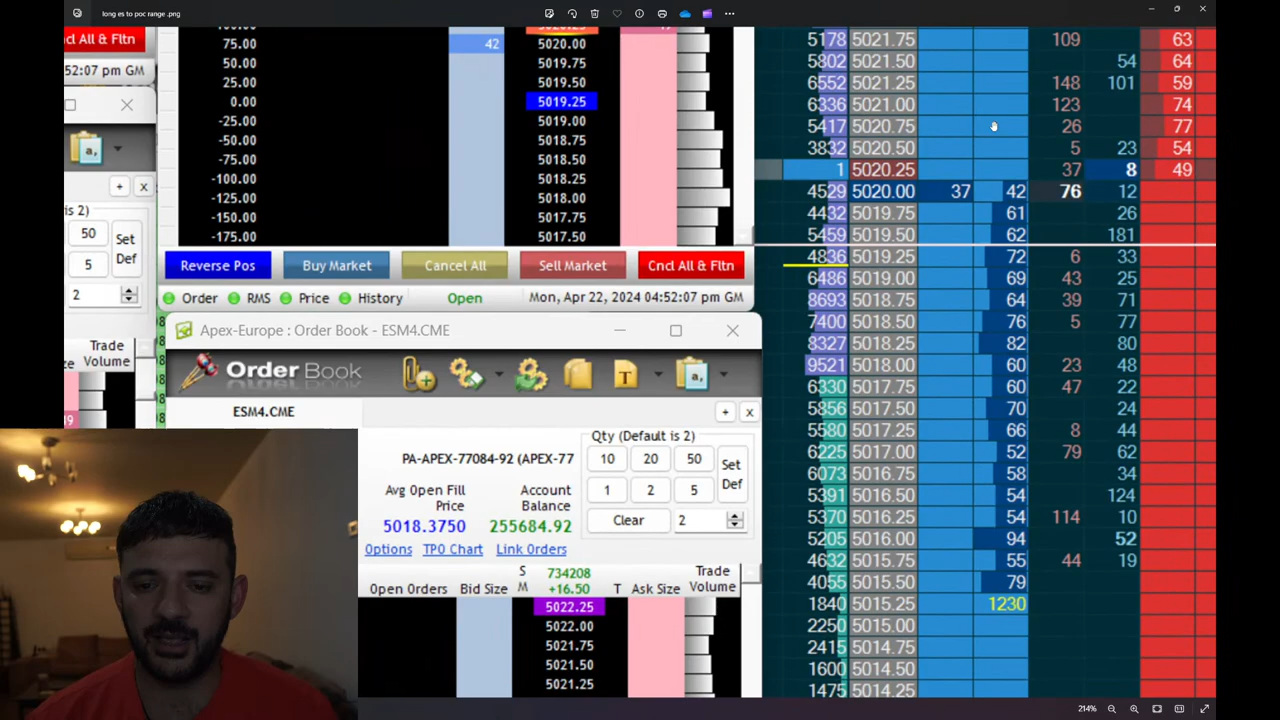 long es to poc range .png
214%
ncl All & Fltn
52:07 pm GM
is 2)
50
5
2
Set
Def
Trade
ze
Volume
75.00 42 5020.00
50.00 5019.75
25.00 5019.50
0.00 5019.25
-25.00 5019.00
-50.00 5018.75
-75.00 5018.50
-100.00 5018.25
-125.00 5018.00
-150.00 5017.75
-175.00 5017.50
Reverse Pos Buy Market Cancel All Sell Market Cncl All & Fltn
Order RMS Price History Open Mon, Apr 22, 2024 04:52:07 pm GM
Apex-Europe : Order Book - ESM4.CME
Order Book
ESM4.CME
Qty (Default is 2)
PA-APEX-77084-92 (APEX-77
10 20 50
Set
Def
Avg Open Fill
Price
Account
Balance
1 2 5
5018.3750 255684.92
Clear 2
Options TPO Chart Link Orders
Open Orders Bid Size S M 734208 +16.50 T Ask Size Trade Volume
5022.25
5022.00
5021.75
5021.50
5021.25
5178 5021.75 109 63
5802 5021.50 54 64
6552 5021.25 148 101 59
6336 5021.00 123 74
5417 5020.75 26 77
3832 5020.50 5 23 54
1 5020.25 37 8 49
4529 5020.00 37 42 76 12
4432 5019.75 61 26
5459 5019.50 62 181
4836 5019.25 72 6 33
6486 5019.00 69 43 25
8693 5018.75 64 39 71
7400 5018.50 76 5 77
8327 5018.25 82 80
9521 5018.00 60 23 48
6330 5017.75 60 47 22
5856 5017.50 70 24
5580 5017.25 66 8 44
6225 5017.00 52 79 62
6073 5016.75 58 34
5391 5016.50 54 124
5370 5016.25 54 114 10
5205 5016.00 94 52
4632 5015.75 55 44 19
4055 5015.50 79
1840 5015.25 1230
2250 5015.00
2415 5014.75
1600 5014.50
1475 5014.25